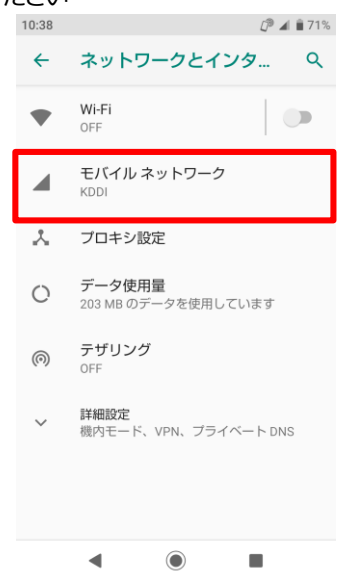 ださい
10:38
71%
ネットワークとインタ...
Wi-Fi
OFF
モバイル ネットワーク
KDDI
プロキシ設定
データ使用量
203 MB のデータを使用しています
テザリング
OFF
詳細設定
機内モード、VPN、プライベート DNS